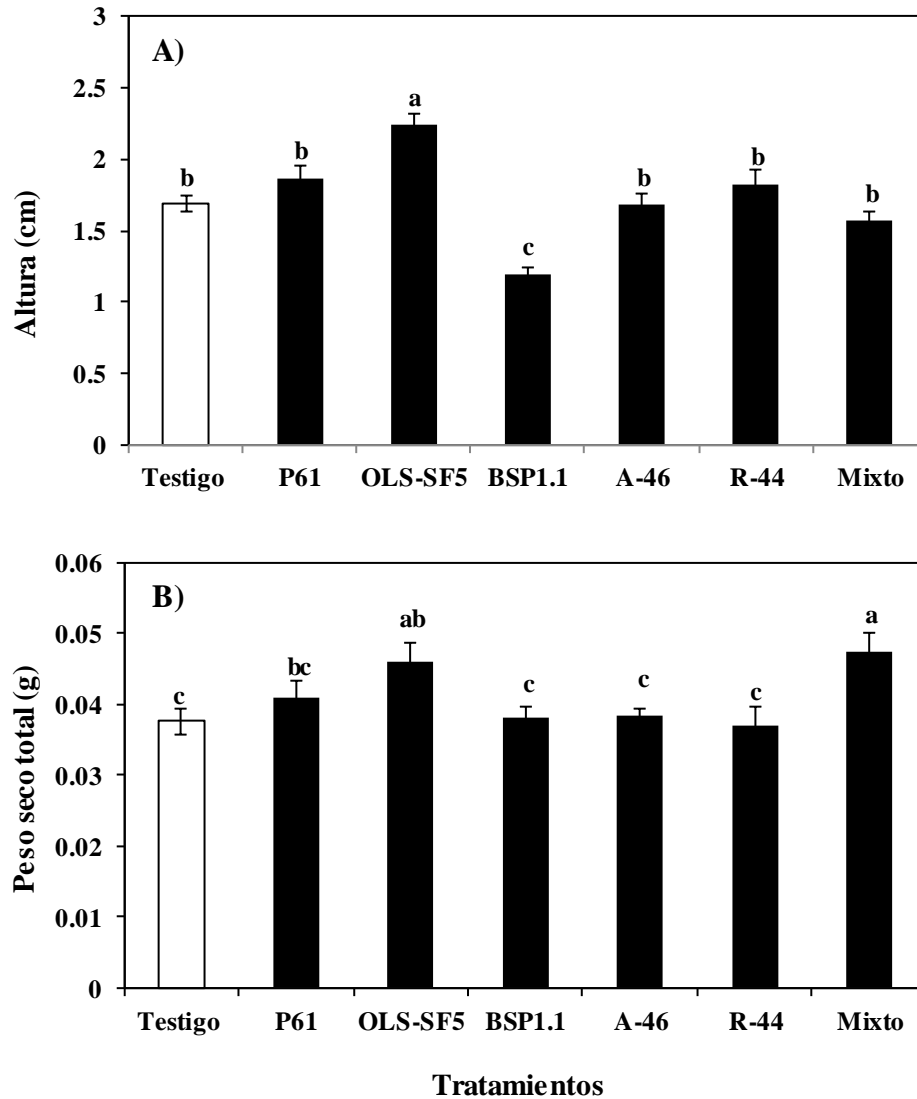 3
A)
2.5
a
b
b
2
b
b
b
1.5
c
1
0.5
0
Altura (cm)
Testigo P61 OLS-SF5 BSP1.1 A-46 R-44 Mixto
0.06
B)
ab
a
0.05
bc
c
c
c
c
0.04
0.03
0.02
0.01
0
Peso seco total (g)
Testigo P61 OLS-SF5 BSP1.1 A-46 R-44 Mixto
Tratamientos